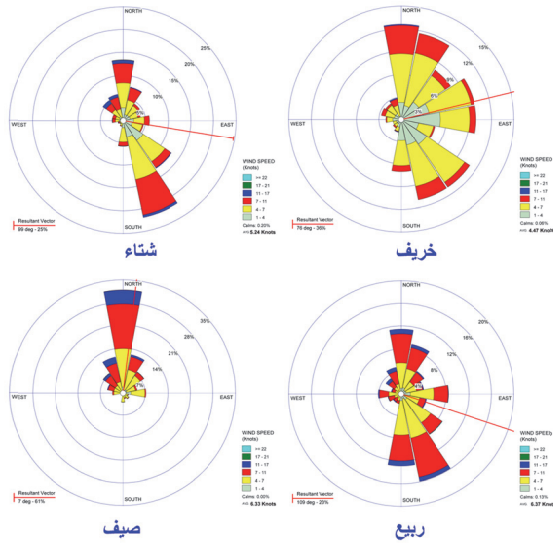 NORTH
25%
20%
15%
10%
5%
WEST
EAST
SOUTH
WIND SPEED
(Knots)
>= 22
17 - 21
11 - 17
7 - 11
4 - 7
1 - 4
Calms: 0.20%
AVG 5.24 Knots
Resultant Vector
99 deg - 25%
شتاء
NORTH
15%
12%
9%
6%
3%
WEST
EAST
SOUTH
WIND SPEED
(Knots)
>= 22
17 - 21
11 - 17
7 - 11
4 - 7
1 - 4
Calms: 0.06%
AVG 4.47 Knots
Resultant Vector
76 deg - 36%
خريف
NORTH
35%
28%
21%
14%
7%
WEST
EAST
SOUTH
WIND SPEED
(Knots)
>= 22
17 - 21
11 - 17
7 - 11
4 - 7
1 - 4
Calms: 0.00%
AVG 6.33 Knots
Resultant Vector
7 deg - 61%
صيف
NORTH
20%
16%
12%
8%
4%
WEST
EAST
SOUTH
WIND SPEED
(Knots)
>= 22
17 - 21
11 - 17
7 - 11
4 - 7
1 - 4
Calms: 0.13%
AVG 6.37 Knots
Resultant Vector
109 deg - 20%
ربيع